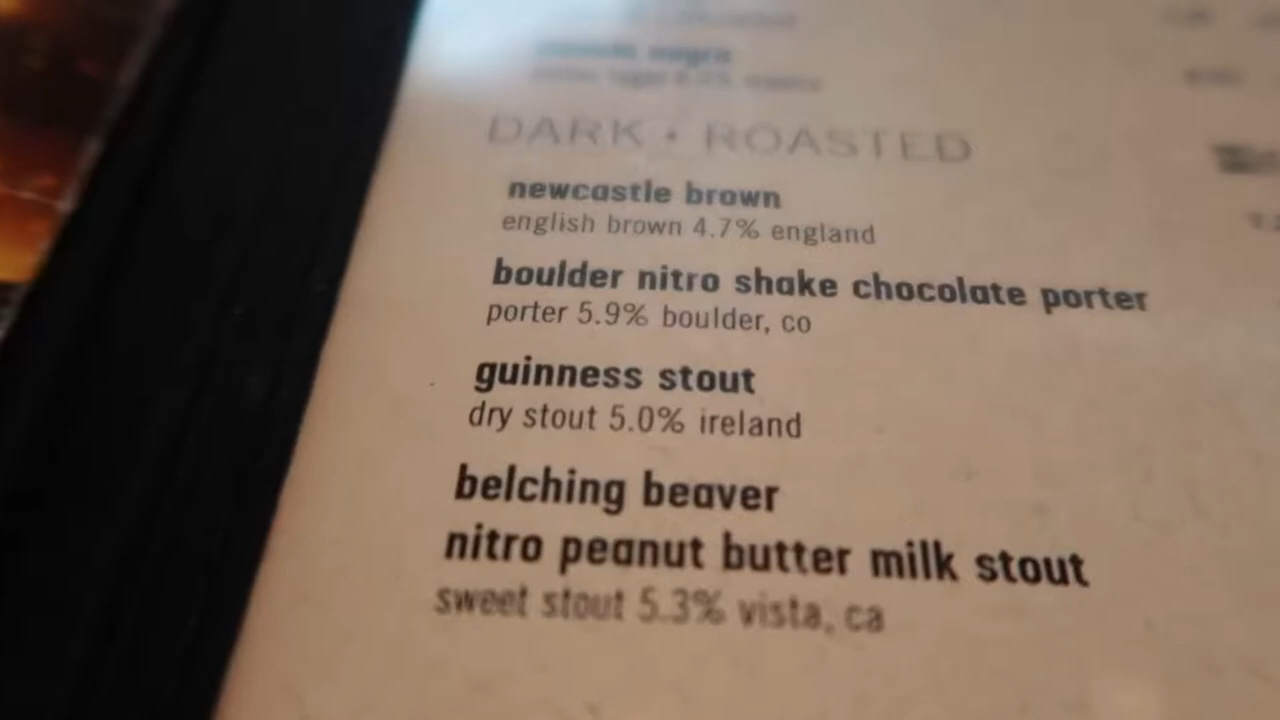 DARK • ROASTED
newcastle brown
english brown 4.7% england
boulder nitro shake chocolate porter
porter 5.9% boulder, co
guinness stout
dry stout 5.0% ireland
belching beaver
nitro peanut butter milk stout
sweet stout 5.3% vista, ca